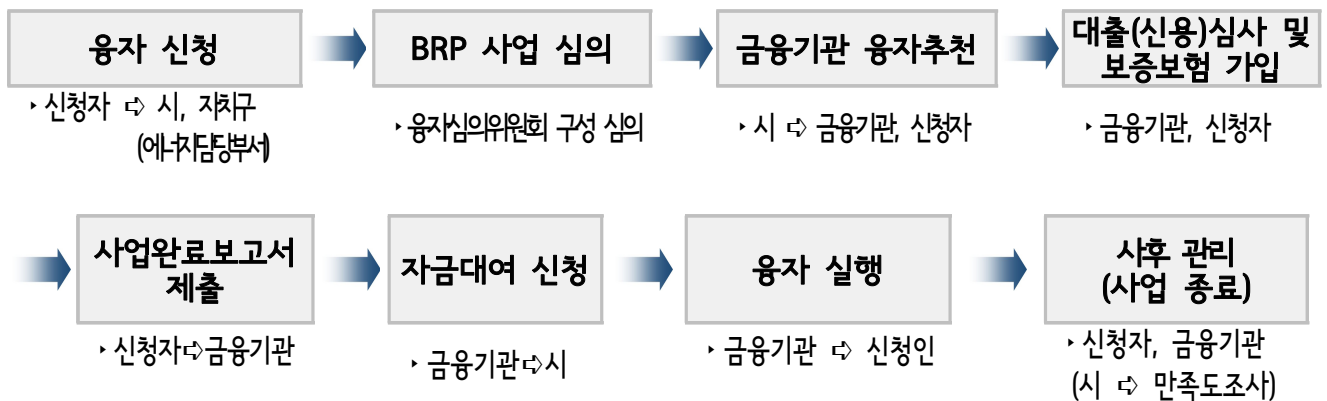 융자 신청
BRP 사업 심의
금융기관 융자추천
대출(신용)심사 및
보증보험 가입
‣신청자 ➪ 시, 자치구
(에너지담당부서)
‣융자심의위원회 구성 심의
‣시 ➪ 금융기관, 신청자
‣금융기관, 신청자
사업완료보고서
제출
자금대여 신청
융자 실행
사후 관리
(사업 종료)
‣신청자➪금융기관
‣금융기관➪시
‣금융기관 ➪ 신청인
‣신청자, 금융기관
(시 ➪ 만족도조사)